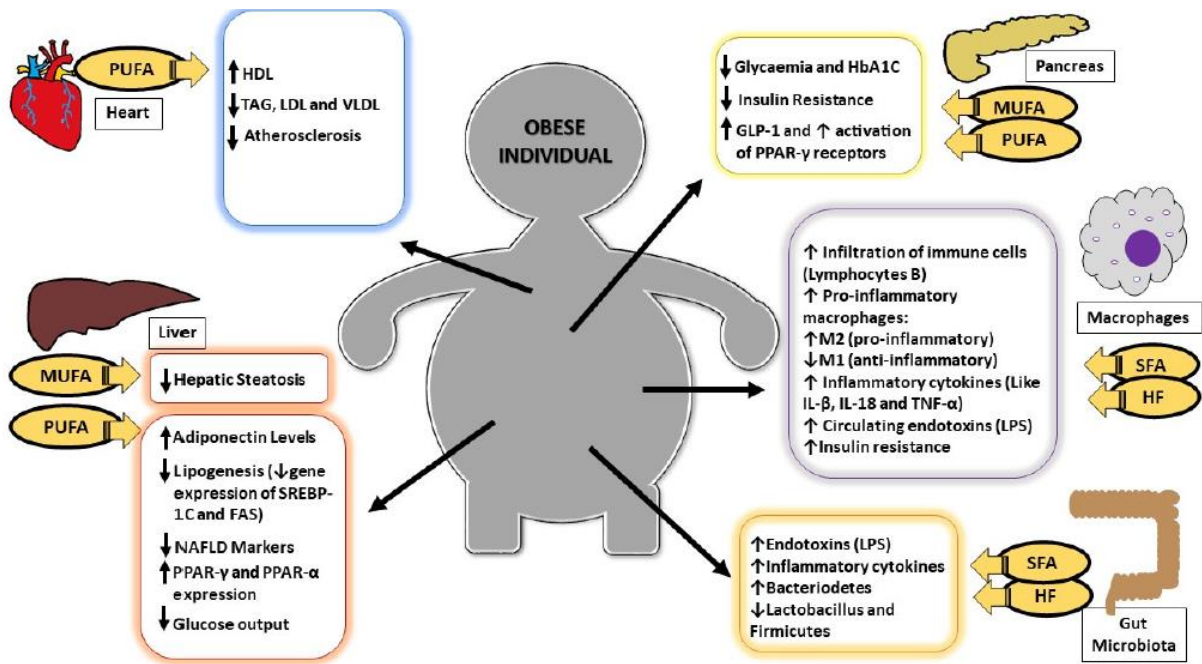 PUFA
Heart
↑ HDL
↓ TAG, LDL and VLDL
↓ Atherosclerosis
OBESE
INDIVIDUAL
↓ Glycaemia and HbA1C
↓ Insulin Resistance
↑ GLP-1 and ↑ activation
of PPAR-γ receptors
Pancreas
MUFA
PUFA
Liver
MUFA
↓ Hepatic Steatosis
PUFA
↑ Adiponectin Levels
↓ Lipogenesis (↓gene
expression of SREBP-
1C and FAS)
↓ NAFLD Markers
↑ PPAR-γ and PPAR-α
expression
↓ Glucose output
↑ Infiltration of immune cells
(Lymphocytes B)
↑ Pro-inflammatory
macrophages:
↑M2 (pro-inflammatory)
↓M1 (anti-inflammatory)
↑ Inflammatory cytokines (Like
IL-β, IL-18 and TNF-α)
↑ Circulating endotoxins (LPS)
↑Insulin resistance
Macrophages
SFA
HF
↑Endotoxins (LPS)
↑Inflammatory cytokines
↑Bacteriodetes
↓Lactobacillus and
Firmicutes
SFA
HF
Gut
Microbiota